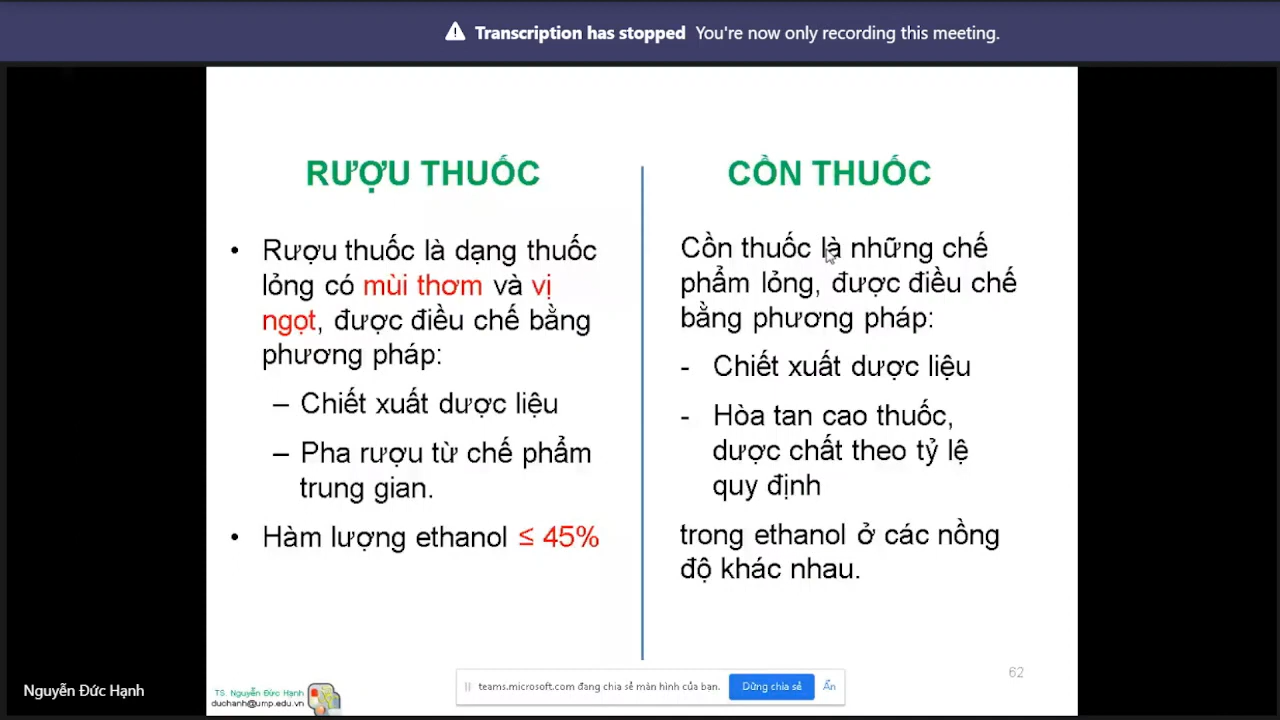 Transcription has stopped You're now only recording this meeting.
RƯỢU THUỐC
• Rượu thuốc là dạng thuốc
lỏng có mùi thơm và vị
ngọt, được điều chế bằng
phương pháp:
– Chiết xuất dược liệu
– Pha rượu từ chế phẩm
trung gian.
• Hàm lượng ethanol ≤ 45%
CỒN THUỐC
Cồn thuốc là những chế
phẩm lỏng, được điều chế
bằng phương pháp:
- Chiết xuất dược liệu
- Hòa tan cao thuốc,
dược chất theo tỷ lệ
quy định
trong ethanol ở các nồng
độ khác nhau.
62
Nguyễn Đức Hạnh
TS. Nguyễn Đức Hạnh
duchanh@ump.edu.vn
teams.microsoft.com đang chia sẻ màn hình của bạn. Dừng chia sẻ Ẩn